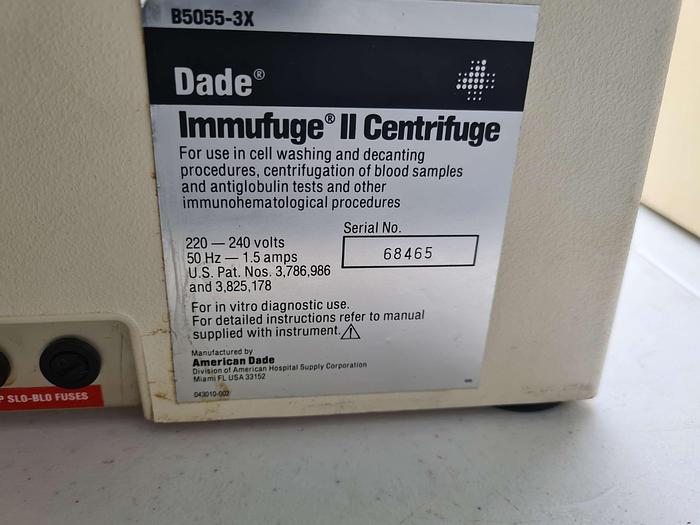 B5055-3X
Dade®
Immufuge® II Centrifuge
For use in cell washing and decanting
procedures, centrifugation of blood samples
and antiglobulin tests and other
immunohematological procedures
Serial No.
68465
220 — 240 volts
50 Hz — 1.5 amps
U.S. Pat. Nos. 3,786,986
and 3,825,178
For in vitro diagnostic use.
For detailed instructions refer to manual
supplied with instrument.
Manufactured by
American Dade
Division of American Hospital Supply Corporation
Miami FL USA 33152
043010-002
SLO-BLO FUSES